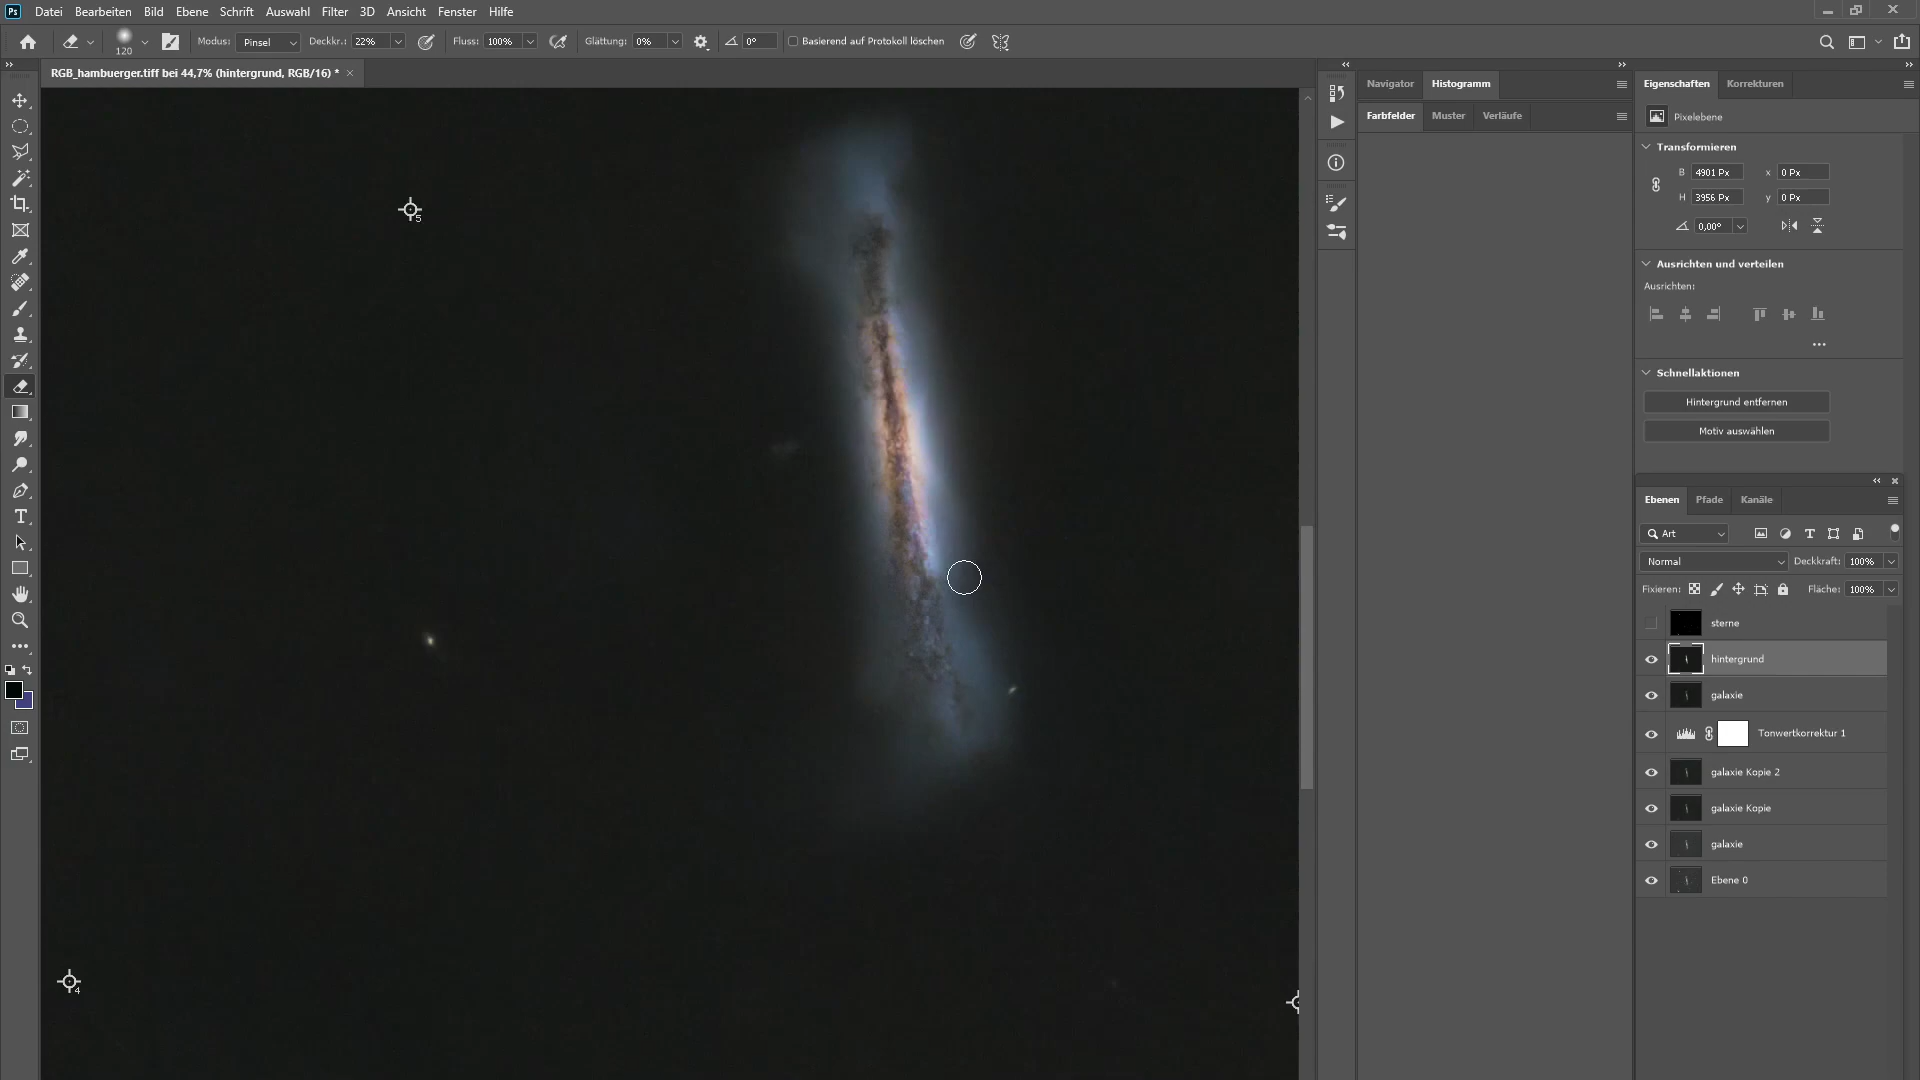 Ps Datei Bearbeiten Bild Ebene Schrift Auswahl Filter 3D Ansicht Fenster Hilfe
120 Modus: Pinsel Deckkr.: 22% Fluss: 100% Glättung: 0% 0° Basierend auf Protokoll löschen
RGB_hambuerger.tiff bei 44,7% (hintergrund, RGB/16) *
Navigator Histogramm
Farbfelder Muster Verläufe
Eigenschaften Korrekturen
Pixelebene
Transformieren
B 4901 Px x 0 Px
H 3956 Px y 0 Px
0,00°
Ausrichten und verteilen
Ausrichten:
Schnellaktionen
Hintergrund entfernen
Motiv auswählen
Ebenen Pfade Kanäle
Art
Normal Deckkraft: 100%
Fixieren: Fläche: 100%
sterne
hintergrund
galaxie
Tonwertkorrektur 1
galaxie Kopie 2
galaxie Kopie
galaxie
Ebene 0
5
4